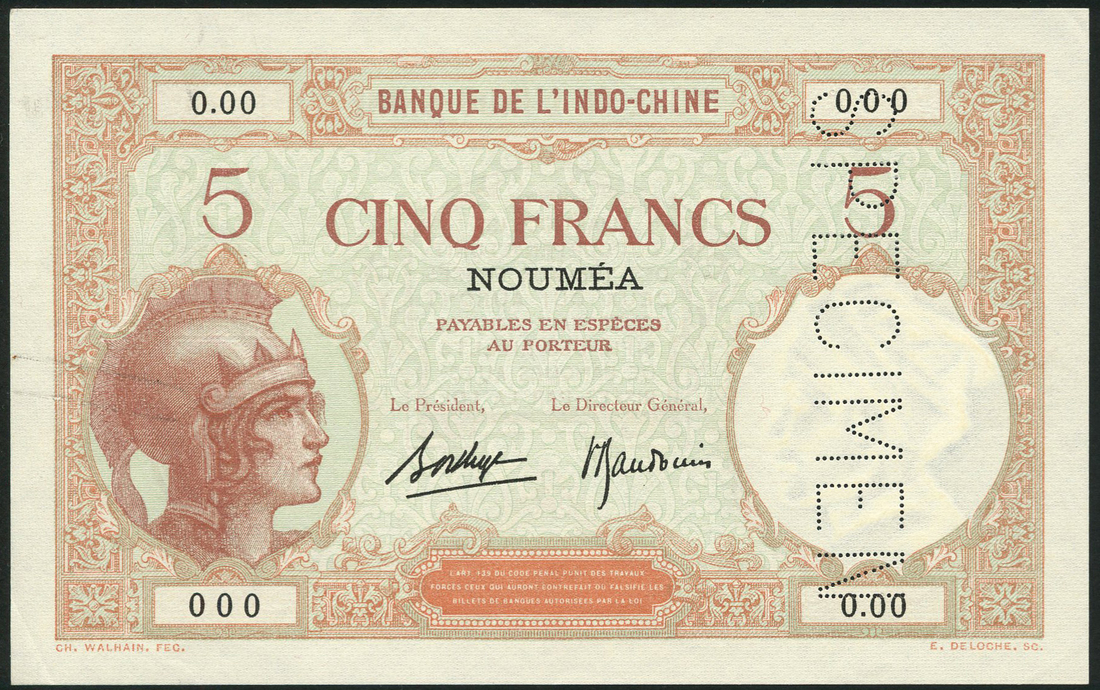 0.00
BANQUE DE L'INDO-CHINE
0.00
5
CINQ FRANCS
5
NOUMÉA
PAYABLES EN ESPÈCES
AU PORTEUR
Le Président,
Le Directeur Général,
SPECIMEN
L'ART. 139 DU CODE PENAL PUNIT DES TRAVAUX
FORCES CEUX QUI AURONT CONTREFAIT OU FALSIFIÉ LES
BILLETS DE BANQUES AUTORISÉES PAR LA LOI
000
0.00
CH. WALHAIN. FEC.
E. DELOCHE. SC.